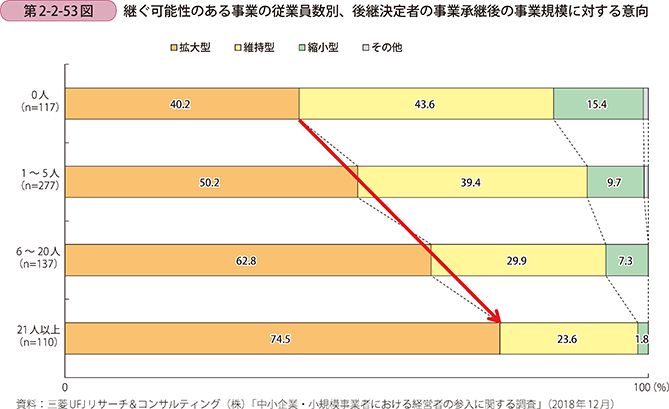 第2-2-53図 継ぐ可能性のある事業の従業員数別、後継決定者の事業承継後の事業規模に対する意向
拡大型 維持型 縮小型 その他
0人
(n=117)
40.2 43.6 15.4
1～5人
(n=277)
50.2 39.4 9.7
6～20人
(n=137)
62.8 29.9 7.3
21人以上
(n=110)
74.5 23.6 1.8
0 100 (%)
資料：三菱UFJリサーチ＆コンサルティング（株）「中小企業・小規模事業者における経営者の参入に関する調査」（2018年12月）